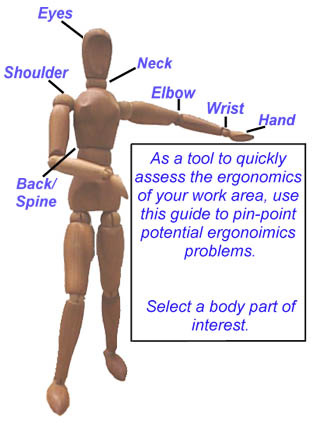 Eyes
Neck
Shoulder
Elbow
Wrist
Hand
Back/
Spine
As a tool to quickly
assess the ergonomics
of your work area, use
this guide to pin-point
potential ergonoimics
problems.
Select a body part of
interest.